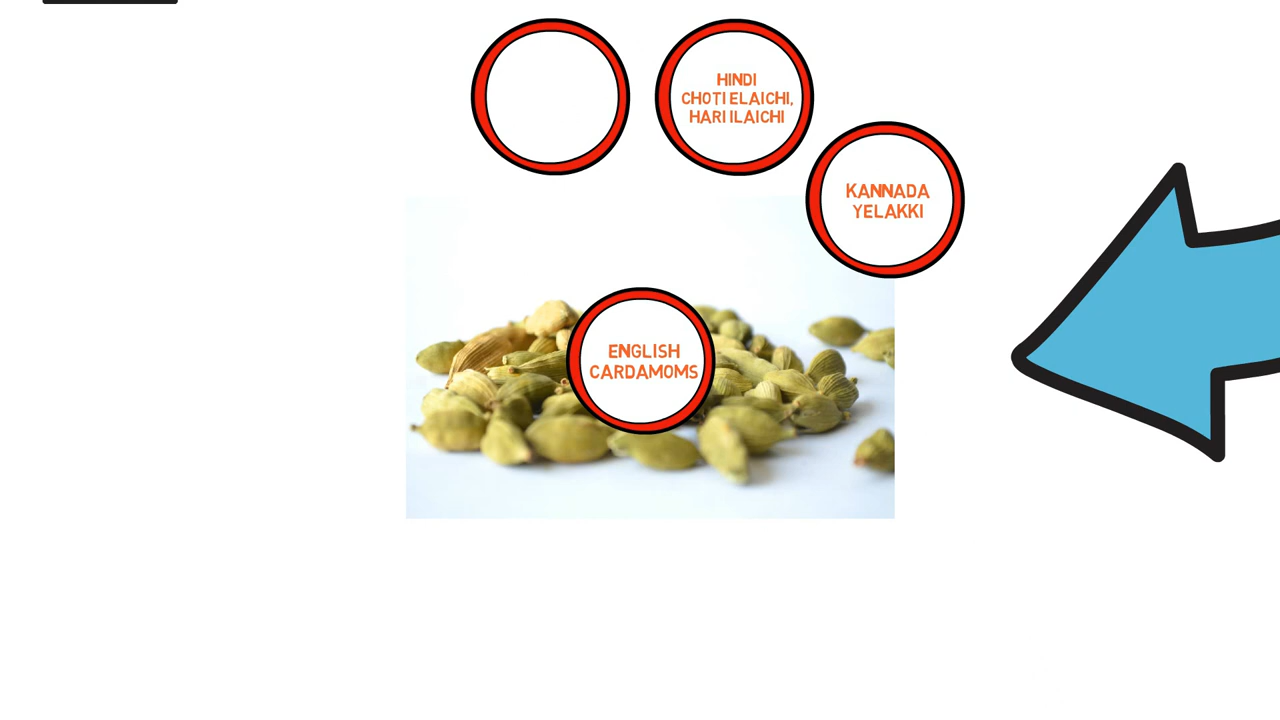 HINDI
CHOTI ELAICHI,
HARI ILAICHI
KANNADA
YELAKKI
ENGLISH
CARDAMOMS